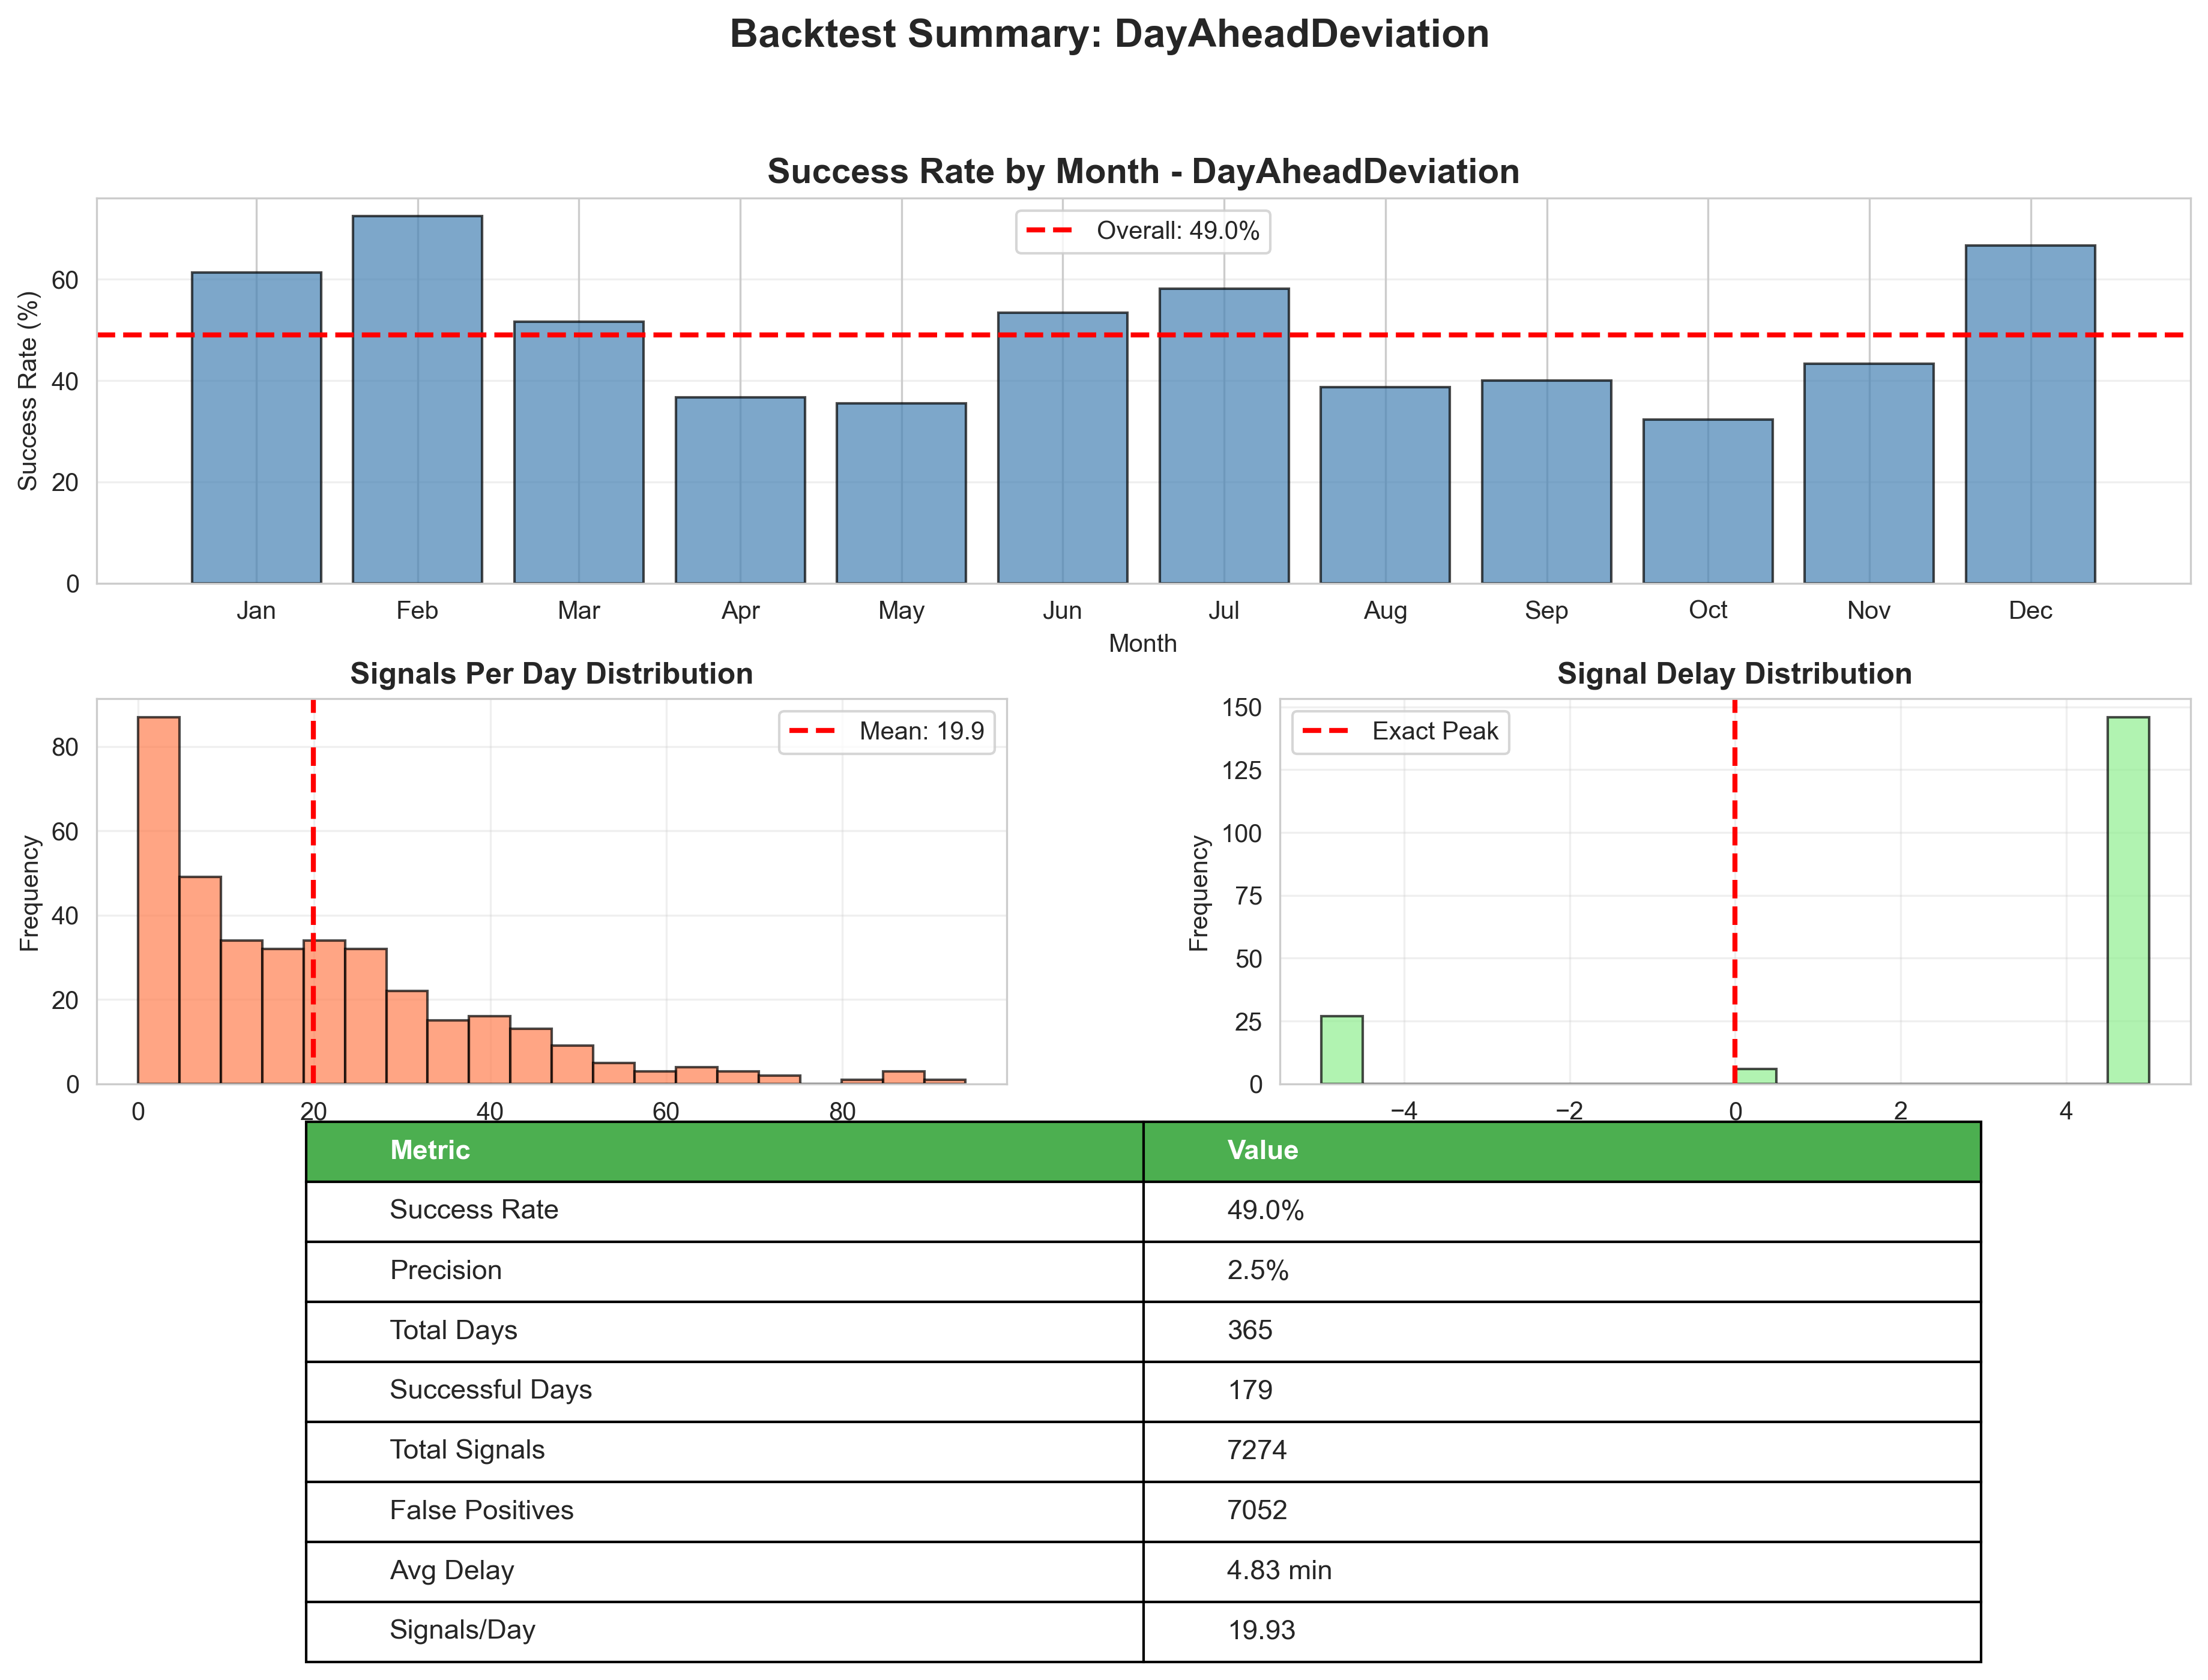 Backtest Summary: DayAheadDeviation
Success Rate by Month - DayAheadDeviation
Overall: 49.0%
Success Rate (%)
60
40
20
0
Jan Feb Mar Apr May Jun Jul Aug Sep Oct Nov Dec
Month
Signals Per Day Distribution
Mean: 19.9
Frequency
80
60
40
20
0
0 20 40 60 80
Signal Delay Distribution
Exact Peak
Frequency
150
125
100
75
50
25
0
−4 −2 0 2 4
Metric Value
Success Rate 49.0%
Precision 2.5%
Total Days 365
Successful Days 179
Total Signals 7274
False Positives 7052
Avg Delay 4.83 min
Signals/Day 19.93